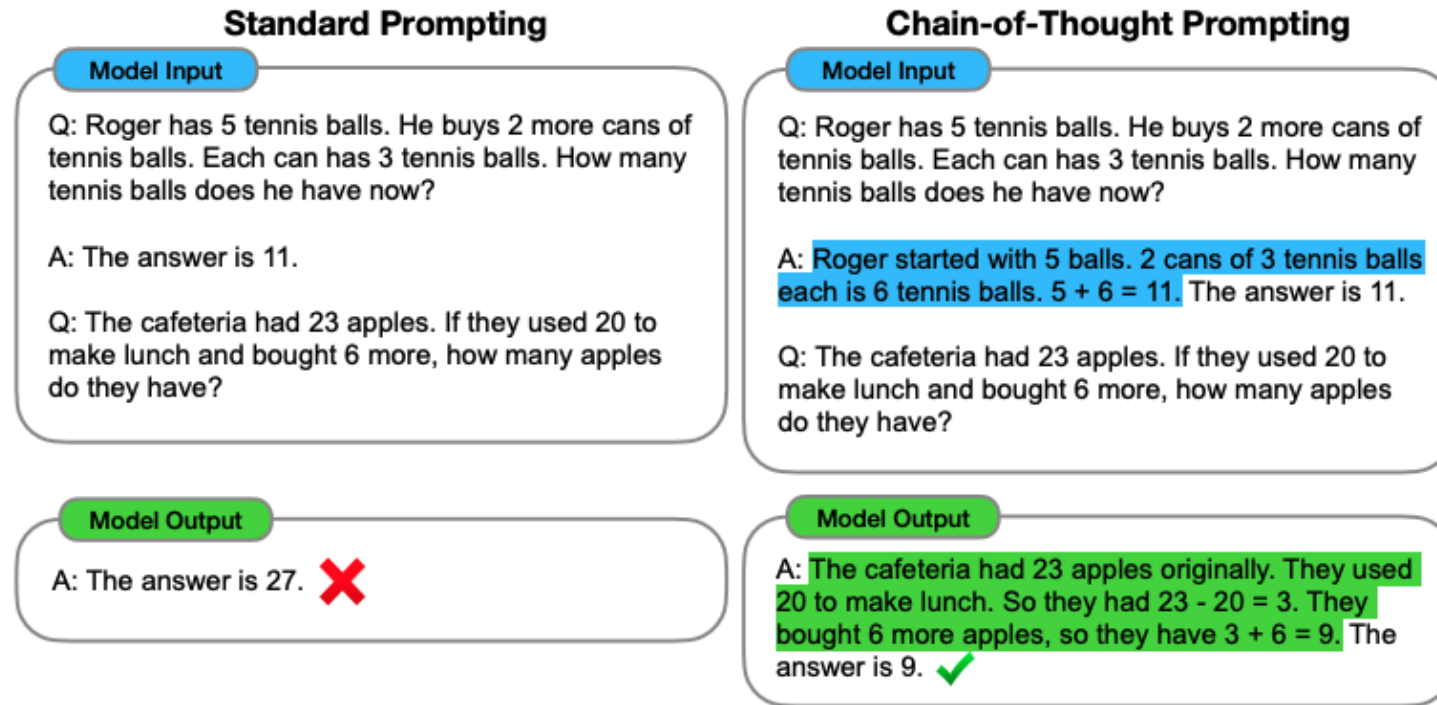 Standard Prompting
Model Input
Q: Roger has 5 tennis balls. He buys 2 more cans of
tennis balls. Each can has 3 tennis balls. How many
tennis balls does he have now?
A: The answer is 11.
Q: The cafeteria had 23 apples. If they used 20 to
make lunch and bought 6 more, how many apples
do they have?
Model Output
A: The answer is 27.
Chain-of-Thought Prompting
Model Input
Q: Roger has 5 tennis balls. He buys 2 more cans of
tennis balls. Each can has 3 tennis balls. How many
tennis balls does he have now?
A: Roger started with 5 balls. 2 cans of 3 tennis balls
each is 6 tennis balls. 5 + 6 = 11. The answer is 11.
Q: The cafeteria had 23 apples. If they used 20 to
make lunch and bought 6 more, how many apples
do they have?
Model Output
A: The cafeteria had 23 apples originally. They used
20 to make lunch. So they had 23 - 20 = 3. They
bought 6 more apples, so they have 3 + 6 = 9. The
answer is 9.